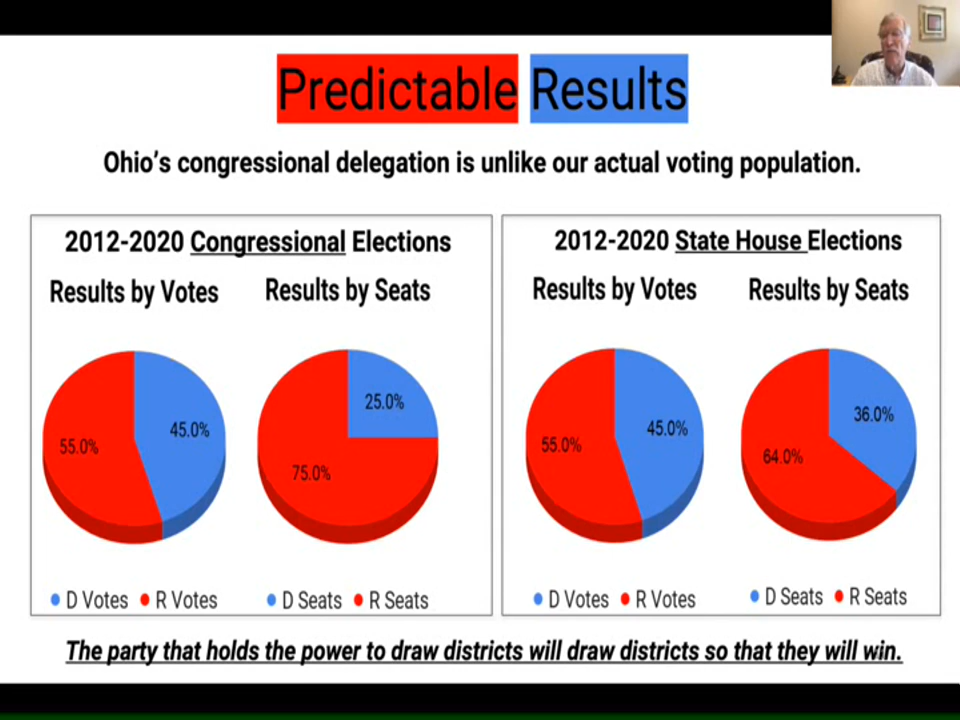 Predictable Results
Ohio's congressional delegation is unlike our actual voting population.
2012-2020 Congressional Elections
Results by Votes
Results by Seats
55.0%
45.0%
25.0%
75.0%
D Votes R Votes
D Seats R Seats
2012-2020 State House Elections
Results by Votes
Results by Seats
55.0%
45.0%
36.0%
64.0%
D Votes R Votes
D Seats R Seats
The party that holds the power to draw districts will draw districts so that they will win.